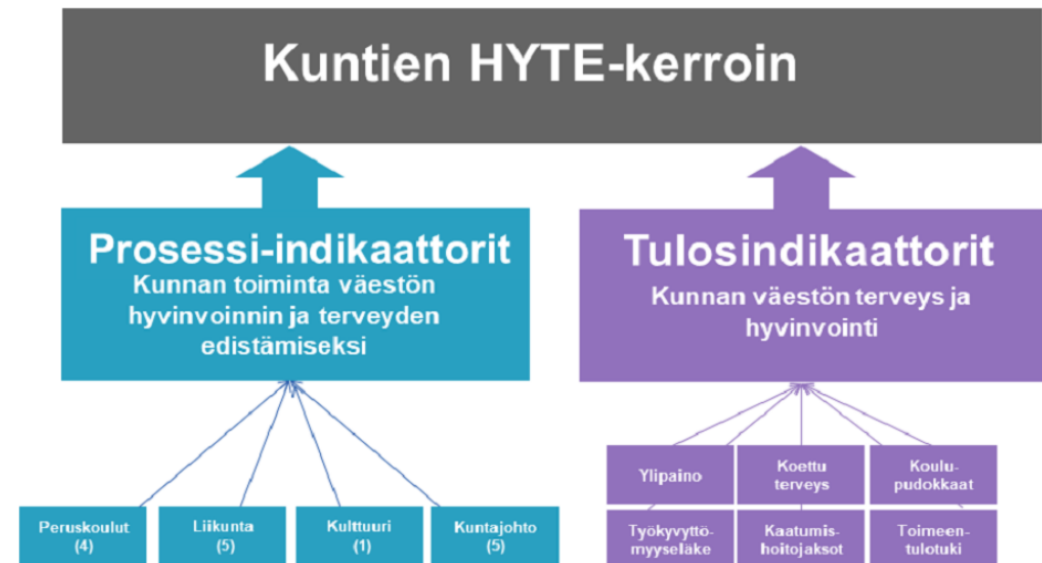 Kuntien HYTE-kerroin
Prosessi-indikaattorit
Kunnan toiminta väestön
hyvinvoinnin ja terveyden
edistämiseksi
Tulosindikaattorit
Kunnan väestön terveys ja
hyvinvointi
Peruskoulut
(4)
Liikunta
(5)
Kulttuuri
(1)
Kuntajohto
(5)
Ylipaino
Koettu
terveys
Koulu-
pudokkaat
Työkyvyttö-
myyseläke
Kaatumis-
hoitojaksot
Toimeen-
tulotuki